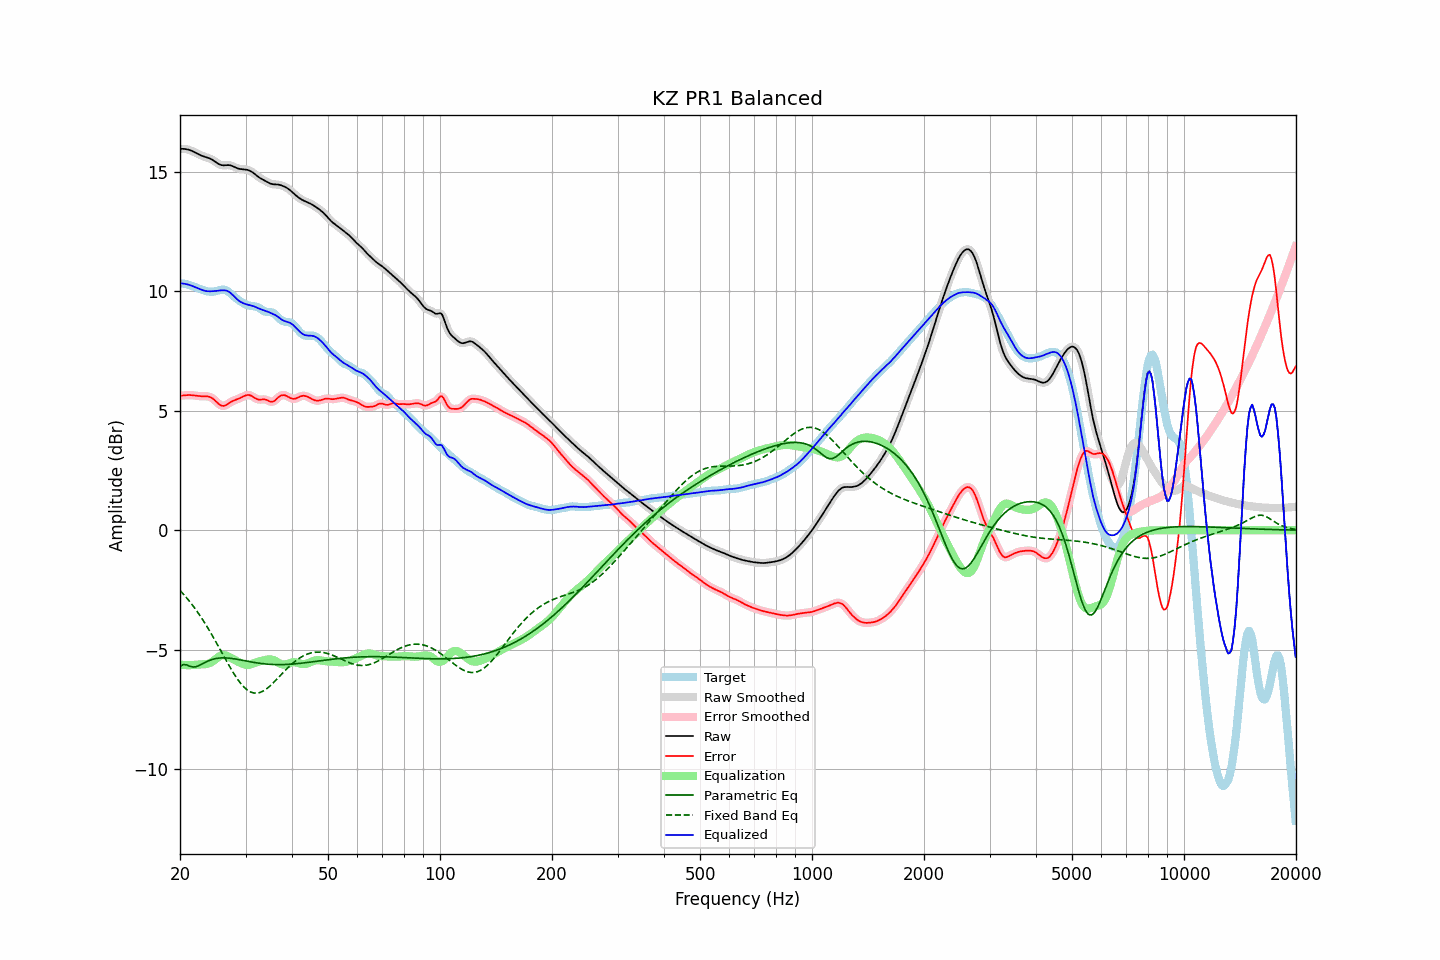 KZ PR1 Balanced
Amplitude (dBr)
15
10
5
0
−5
−10
Target
Raw Smoothed
Error Smoothed
Raw
Error
Equalization
Parametric Eq
Fixed Band Eq
Equalized
20
50
100
200
500
1000
2000
5000
10000
20000
Frequency (Hz)